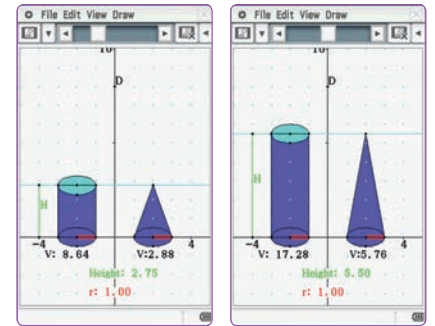 File Edit View Draw
10
D
H
-4
4
V: 8.64
V:2.88
Height: 2.75
r: 1.00
File Edit View Draw
10
D
H
-4
4
V: 17.28
V:5.76
Height: 5.50
r: 1.00